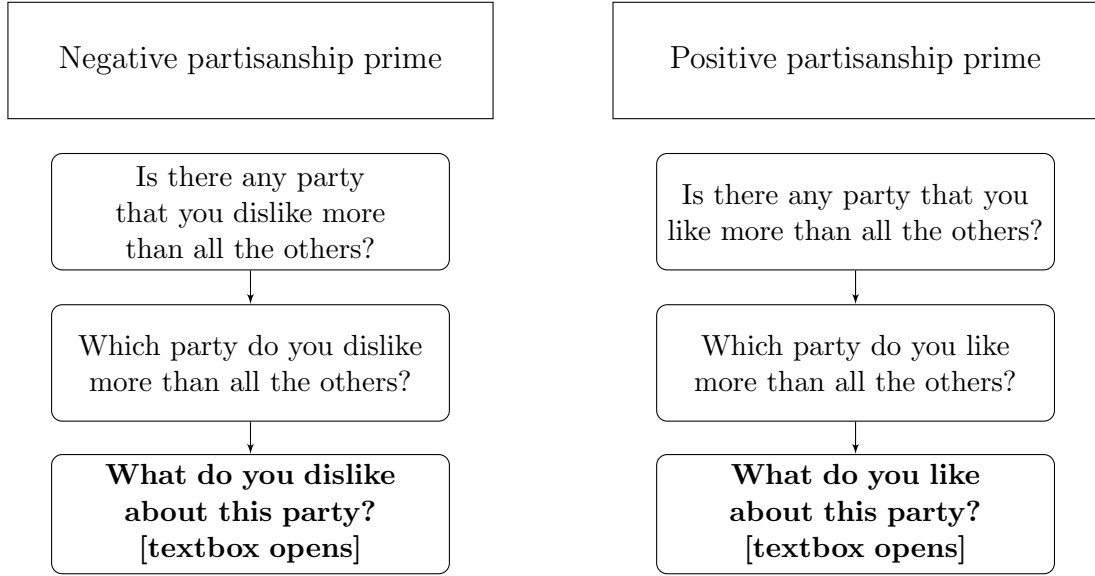 Negative partisanship prime
Is there any party
that you dislike more
than all the others?
Which party do you dislike
more than all the others?
What do you dislike
about this party?
[textbox opens]
Positive partisanship prime
Is there any party that you
like more than all the others?
Which party do you like
more than all the others?
What do you like
about this party?
[textbox opens]